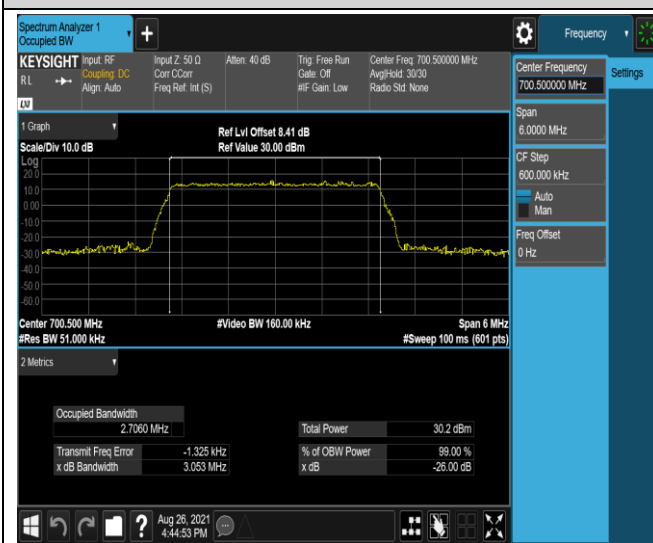 Spectrum Analyzer 1
Occupied BW
+
Frequency
KEYSIGHT
RL
LXI
Input: RF
Coupling: DC
Align: Auto
Input Z: 50 Ω
Corr CCorr
Freq Ref: Int (S)
Atten: 40 dB
Trig: Free Run
Gate: Off
#IF Gain: Low
Center Freq: 700.500000 MHz
Avg|Hold: 30/30
Radio Std: None
Center Frequency
700.500000 MHz
Settings
Span
6.0000 MHz
CF Step
600.000 kHz
Auto
Man
Freq Offset
0 Hz
1 Graph
Scale/Div 10.0 dB
Ref Lvl Offset 8.41 dB
Ref Value 30.00 dBm
Log
20.0
10.0
0.00
-10.0
-20.0
-30.0
-40.0
-50.0
-60.0
Center 700.500 MHz
#Res BW 51.000 kHz
#Video BW 160.00 kHz
Span 6 MHz
#Sweep 100 ms (601 pts)
2 Metrics
Occupied Bandwidth
2.7060 MHz
Total Power 30.2 dBm
Transmit Freq Error -1.325 kHz
% of OBW Power 99.00 %
x dB Bandwidth 3.053 MHz
x dB -26.00 dB
?
Aug 26, 2021
4:44:53 PM